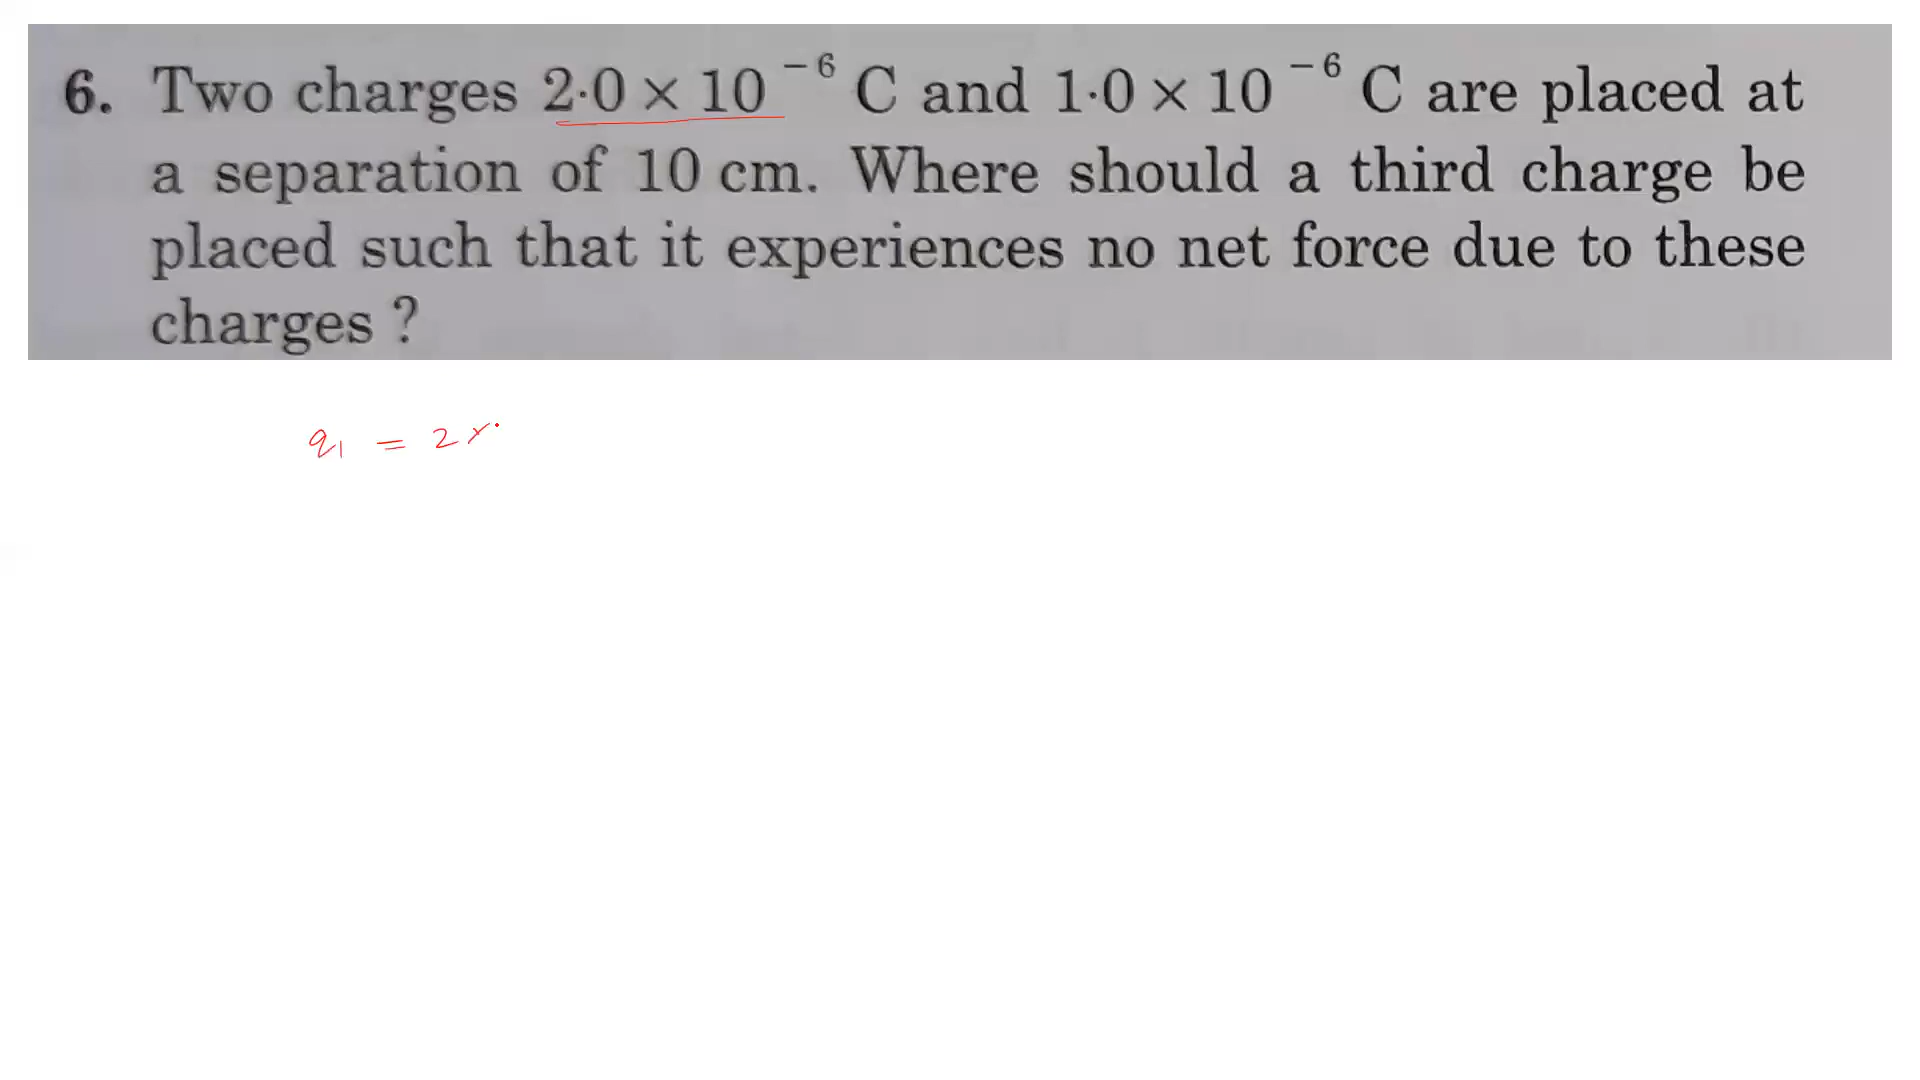 6. Two charges 2·0 × 10⁻⁶ C and 1·0 × 10⁻⁶ C are placed at
a separation of 10 cm. Where should a third charge be
placed such that it experiences no net force due to these
charges ?
q₁ = 2×